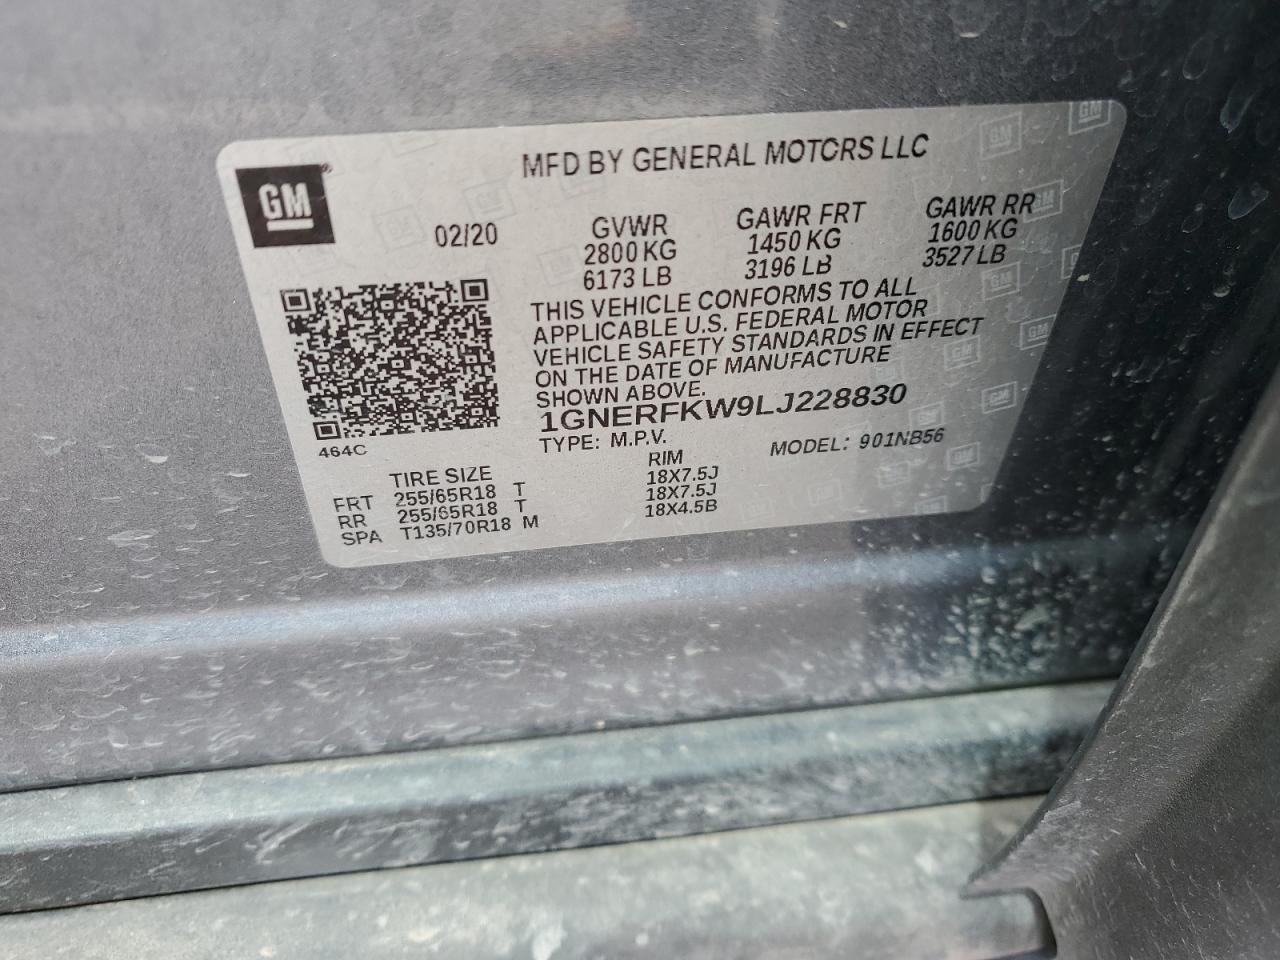 GM
MFD BY GENERAL MOTORS LLC
02/20
GVWR GAWR FRT GAWR RR
2800 KG 1450 KG 1600 KG
6173 LB 3196 LB 3527 LB
THIS VEHICLE CONFORMS TO ALL
APPLICABLE U.S. FEDERAL MOTOR
VEHICLE SAFETY STANDARDS IN EFFECT
ON THE DATE OF MANUFACTURE
SHOWN ABOVE.
1GNERFKW9LJ228830
464C
TYPE: M.P.V. MODEL: 901NB56
TIRE SIZE RIM
FRT 255/65R18 T 18X7.5J
RR 255/65R18 T 18X7.5J
SPA T135/70R18 M 18X4.5B